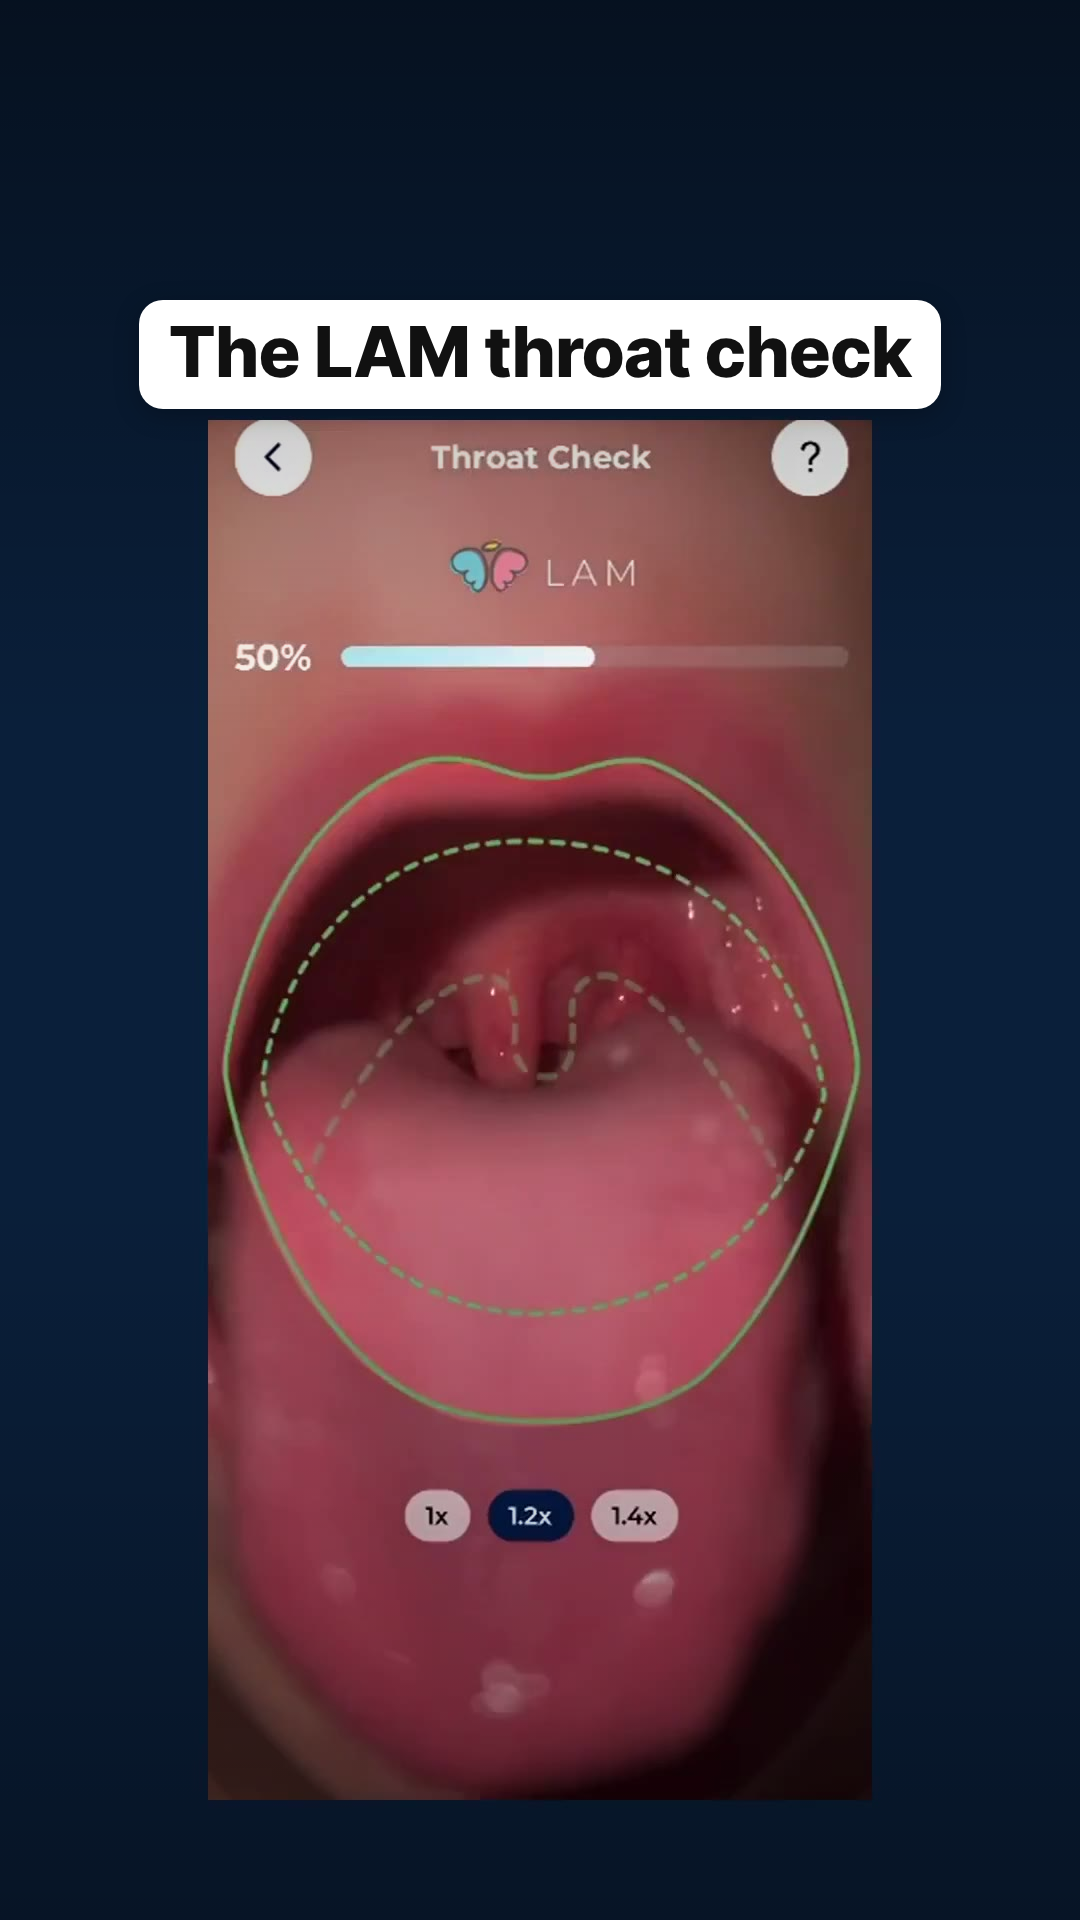 The LAM throat check
Throat Check
?
LAM
50%
1x
1.2x
1.4x